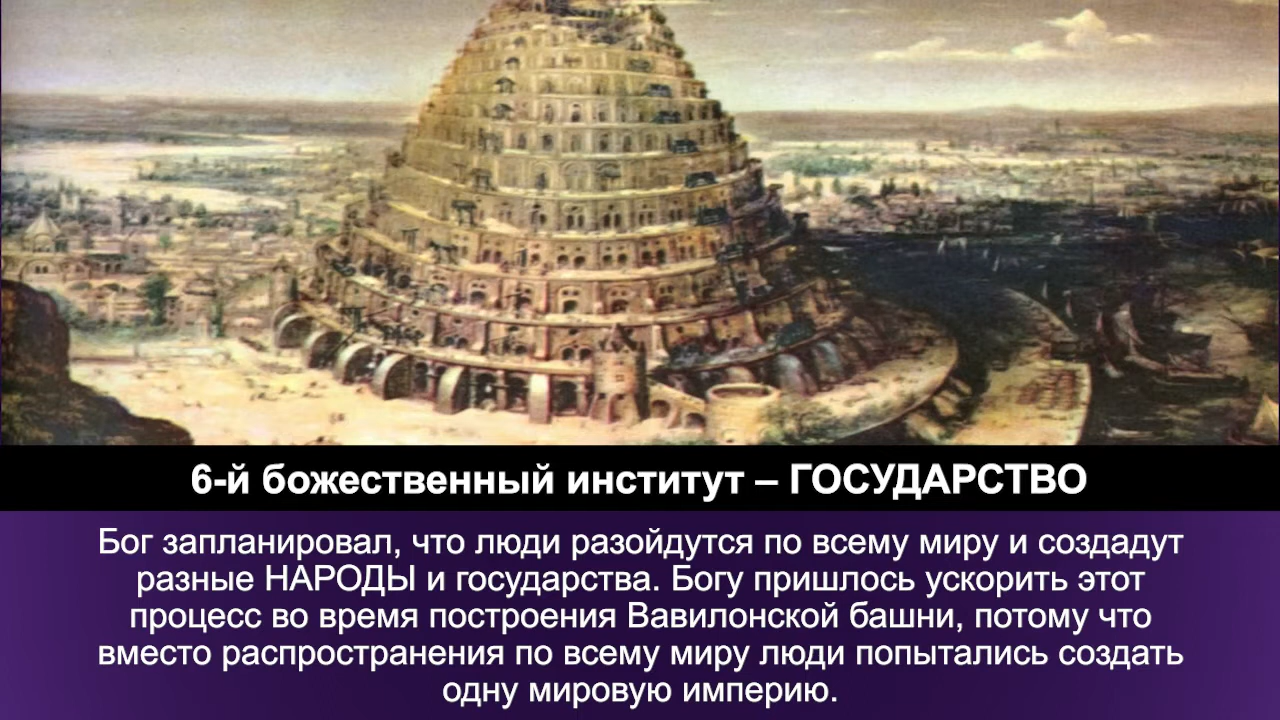 6-й божественный институт – ГОСУДАРСТВО
Бог запланировал, что люди разойдутся по всему миру и создадут
разные НАРОДЫ и государства. Богу пришлось ускорить этот
процесс во время построения Вавилонской башни, потому что
вместо распространения по всему миру люди попытались создать
одну мировую империю.